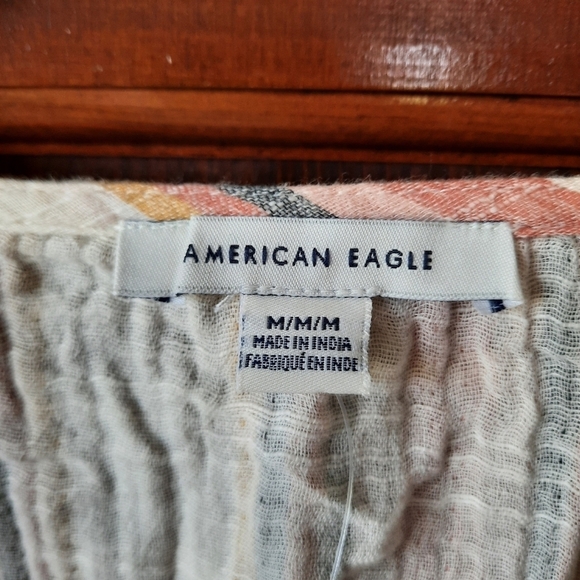 AMERICAN EAGLE
M/M/M
MADE IN INDIA
FABRIQUÉ EN INDE